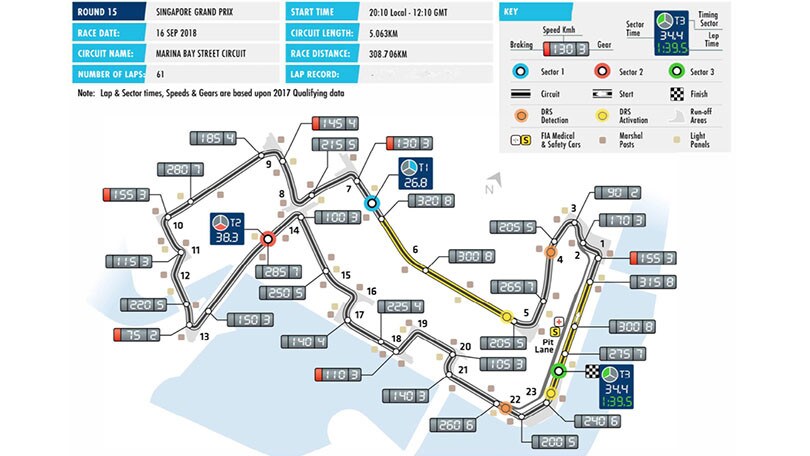 ROUND 15 SINGAPORE GRAND PRIX START TIME 20:10 Local - 12:10 GMT
RACE DATE: 16 SEP 2018 CIRCUIT LENGTH: 5.063KM
CIRCUIT NAME: MARINA BAY STREET CIRCUIT RACE DISTANCE: 308.706KM
NUMBER OF LAPS: 61 LAP RECORD:
Note: Lap & Sector times, Speeds & Gears are based upon 2017 Qualifying data
KEY
Speed Kmh
Braking 130 3 Gear
Sector Time
T3
34.4
1:39.5
Timing Sector
Lap Time
Sector 1 Sector 2 Sector 3
Circuit Start Finish
DRS Detection DRS Activation Run-off Areas
S FIA Medical & Safety Cars Marshal Posts Light Panels
145 4
185 4
215 5
130 3
9
280 7
8
7
T1
26.8
N
90 2
155 3
10
T2
38.3
14
100 3
320 8
3
205 5
170 3
2
1
4
115 3
11
285 7
6
300 8
155 3
12
250 5
15
265 7
315 8
220 5
16
225 4
5
75 2
13
150 3
17
205 5
S
Pit Lane
300 8
140 4
18
19
275 7
110 3
20
105 3
21
T3
34.4
1:39.5
140 3
22
23
260 6
240 6
200 5